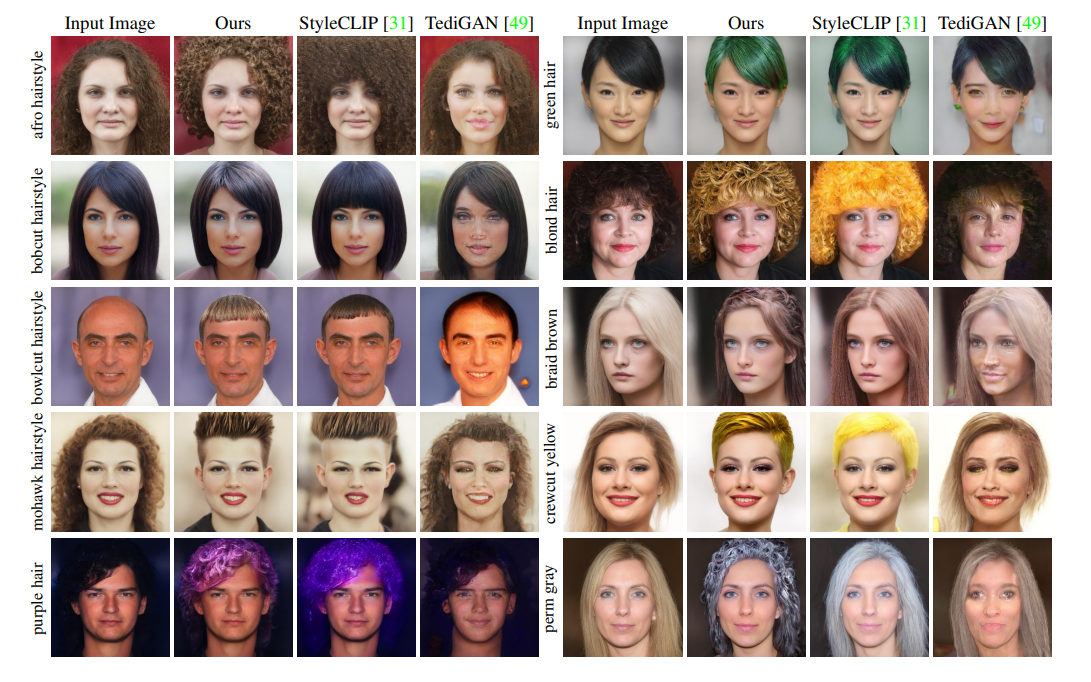 Input Image Ours StyleCLIP [31] TediGAN [49] Input Image Ours StyleCLIP [31] TediGAN [49]
afro hairstyle
green hair
bobcut hairstyle
blond hair
bowlcut hairstyle
braid brown
mohawk hairstyle
crewcut yellow
purple hair
perm gray